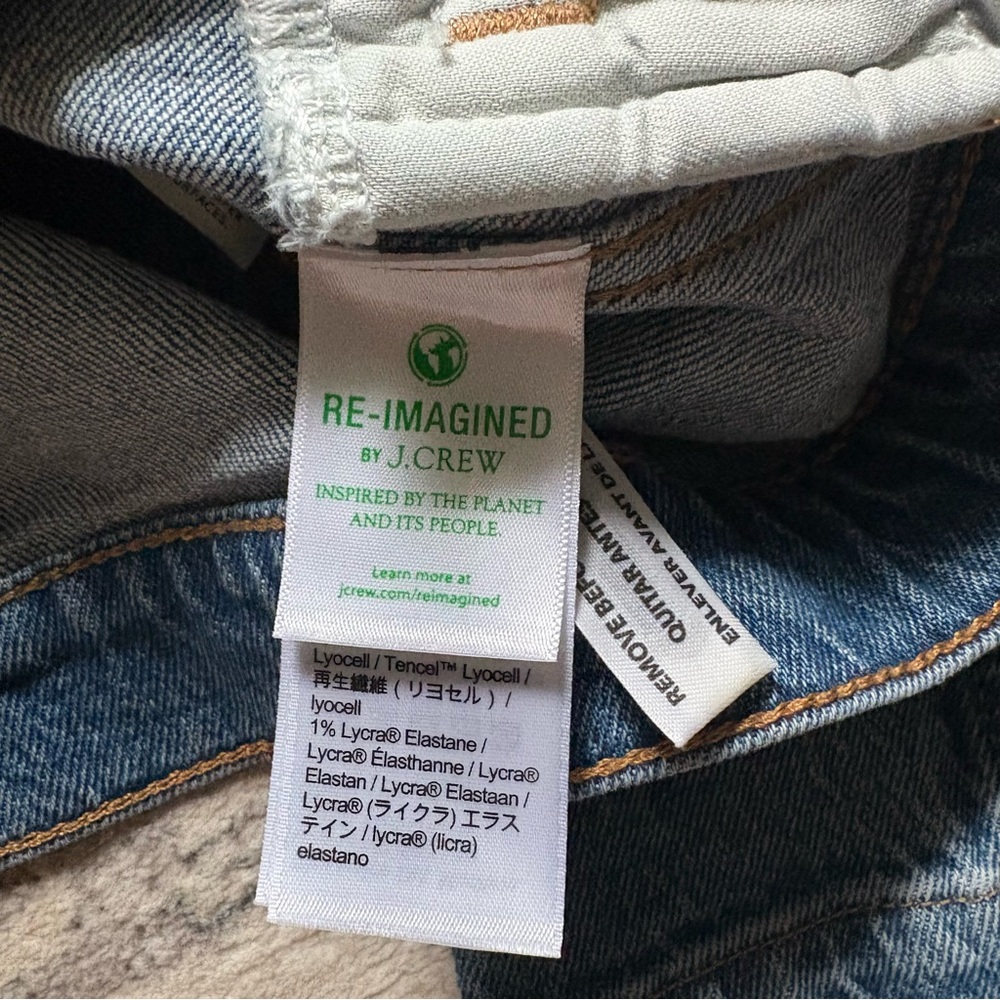 RE-IMAGINED
BY J.CREW
INSPIRED BY THE PLANET
AND ITS PEOPLE.
Learn more at
jcrew.com/reimagined
Lyocell / Tencel™ Lyocell /
再生繊維 ( リヨセル ) /
lyocell
1% Lycra® Elastane /
Lycra® Élasthanne / Lycra®
Elastan / Lycra® Elastaan /
Lycra® (ライクラ) エラス
テイン / lycra® (licra)
elastano
REMOVE
QUITAR ANTES
ENLEVER AVANT DE